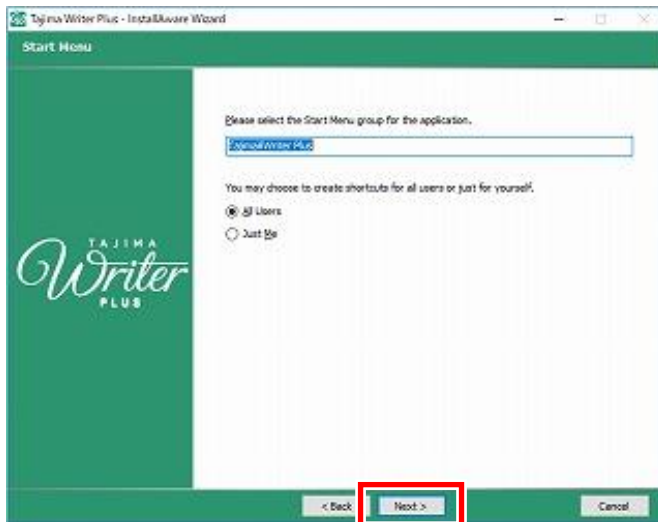 Tajima Writer Plus - InstallAware Wizard
Start Menu
Please select the Start Menu group for the application.
Tajima\Writer Plus
You may choose to create shortcuts for all users or just for yourself.
All Users
Just Me
TAJIMA
Writer
PLUS
< Back
Next >
Cancel